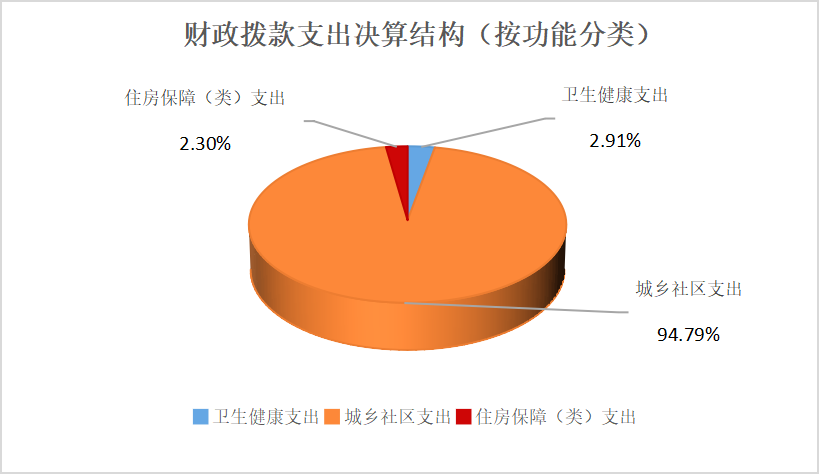 财政拨款支出决算结构（按功能分类）
住房保障（类）支出
2.30%
卫生健康支出
2.91%
城乡社区支出
94.79%
卫生健康支出 城乡社区支出 住房保障（类）支出